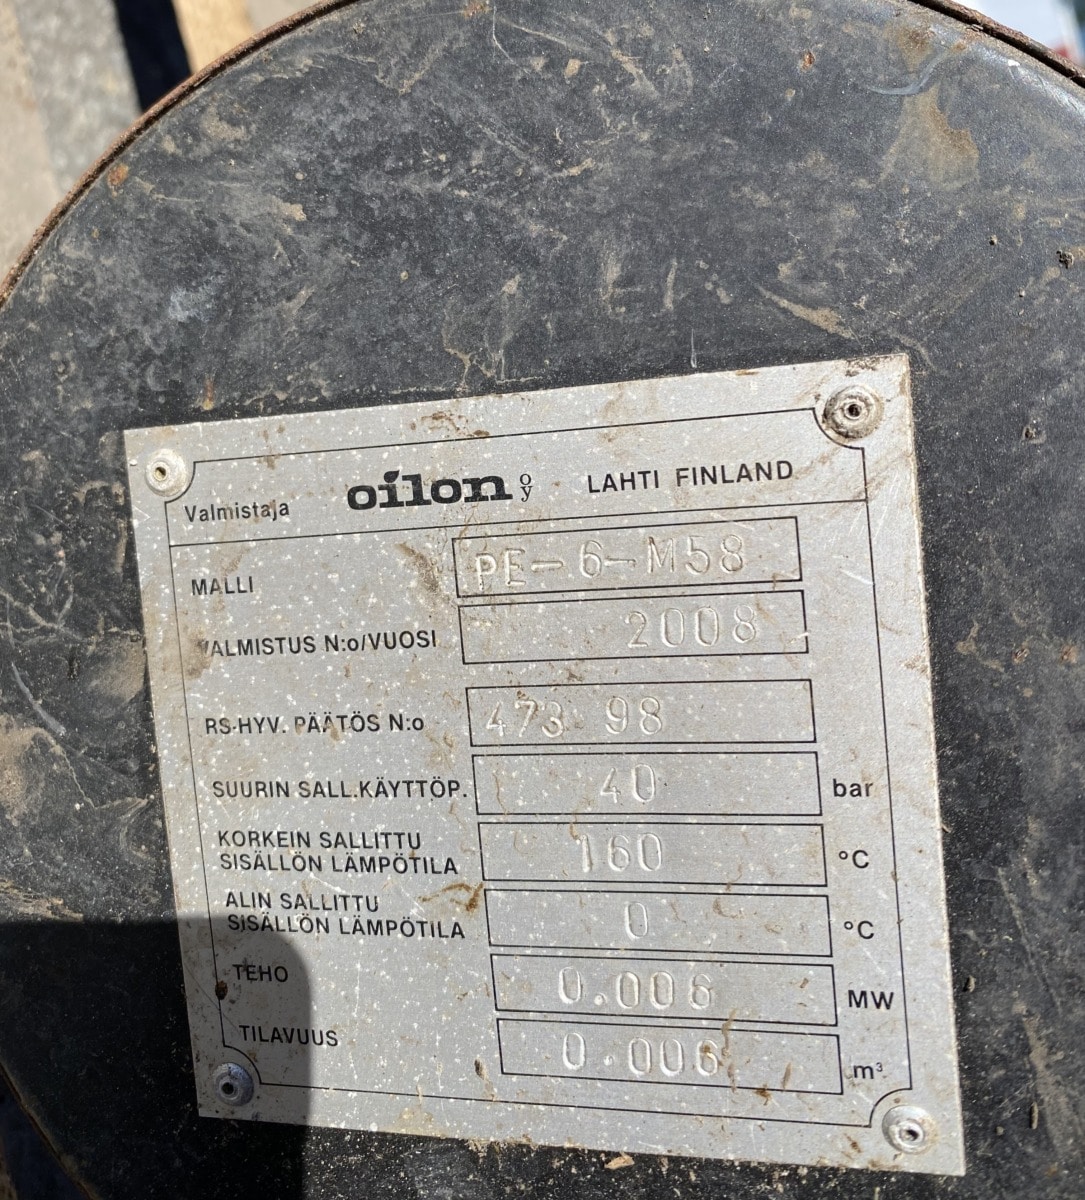 Valmistaja oilon oy LAHTI FINLAND
MALLI PE-6-M58
VALMISTUS N:o/VUOSI 2008
RS-HYV. PÄÄTÖS N:o 473 98
SUURIN SALL.KÄYTTÖP. 40 bar
KORKEIN SALLITTU
SISÄLLÖN LÄMPÖTILA 160 °C
ALIN SALLITTU
SISÄLLÖN LÄMPÖTILA 0 °C
TEHO 0.006 MW
TILAVUUS 0.006 m³